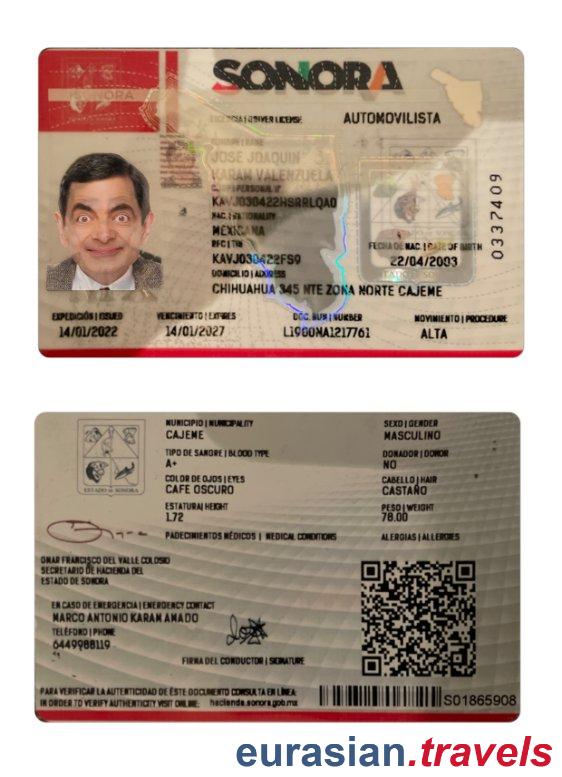 SONORA
SONORA
LICENCIA | DRIVER LICENSE AUTOMOVILISTA
NOMBRE | NAME
JOSE JOAQUIN
KARAM VALENZUELA
KAVJ030422HSRRLQA0
NAC. | NATIONALITY
MEXICANA
RFC | TIN
KAVJ030422FS9
FECHA DE NAC. | DATE OF BIRTH
22/04/2003
0337409
DOMICILIO | ADDRESS
CHIHUAHUA 345 NTE ZONA NORTE CAJEME
EXPEDICIÓN | ISSUED VENCIMIENTO | EXPIRES DOC. NUM | NUMBER MOVIMIENTO | PROCEDURE
14/01/2022 14/01/2027 L1900NA1217761 ALTA
MUNICIPIO | MUNICIPALITY SEXO | GENDER
CAJEME MASCULINO
TIPO DE SANGRE | BLOOD TYPE DONADOR | DONOR
A+ NO
COLOR DE OJOS | EYES CABELLO | HAIR
CAFE OSCURO CASTAÑO
ESTATURA | HEIGHT PESO | WEIGHT
1.72 78.00
ESTADO DE SONORA
PADECIMIENTOS MÉDICOS | MEDICAL CONDITIONS ALERGIAS | ALLERGIES
OMAR FRANCISCO DEL VALLE COLOSIO
SECRETARIO DE HACIENDA DEL
ESTADO DE SONORA
EN CASO DE EMERGENCIA | EMERGENCY CONTACT
MARCO ANTONIO KARAM AMADO
TELÉFONO | PHONE
6449988119
FIRMA DEL CONDUCTOR | SIGNATURE
PARA VERIFICAR LA AUTENTICIDAD DE ÉSTE DOCUMENTO CONSULTA EN LÍNEA:
IN ORDER TO VERIFY AUTHENTICITY VISIT ONLINE: hacienda.sonora.gob.mx
S01865908
eurasian.travels